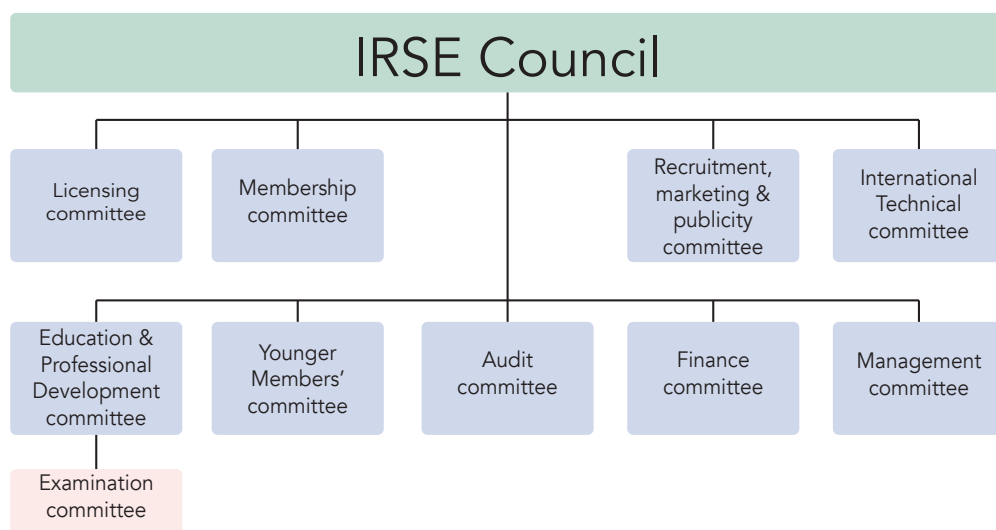 IRSE Council
Licensing
committee
Membership
committee
Recruitment,
marketing &
publicity
committee
International
Technical
committee
Education &
Professional
Development
committee
Younger
Members’
committee
Audit
committee
Finance
committee
Management
committee
Examination
committee